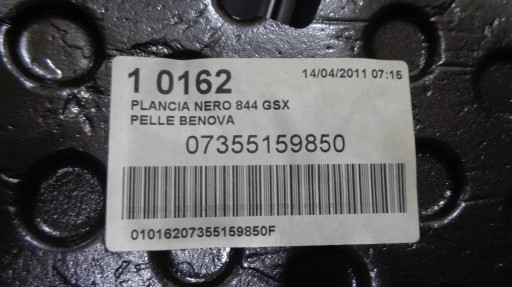 1 0162
14/04/2011 07:15
PLANCIA NERO 844 GSX
PELLE BENOVA
07355159850
01016207355159850F